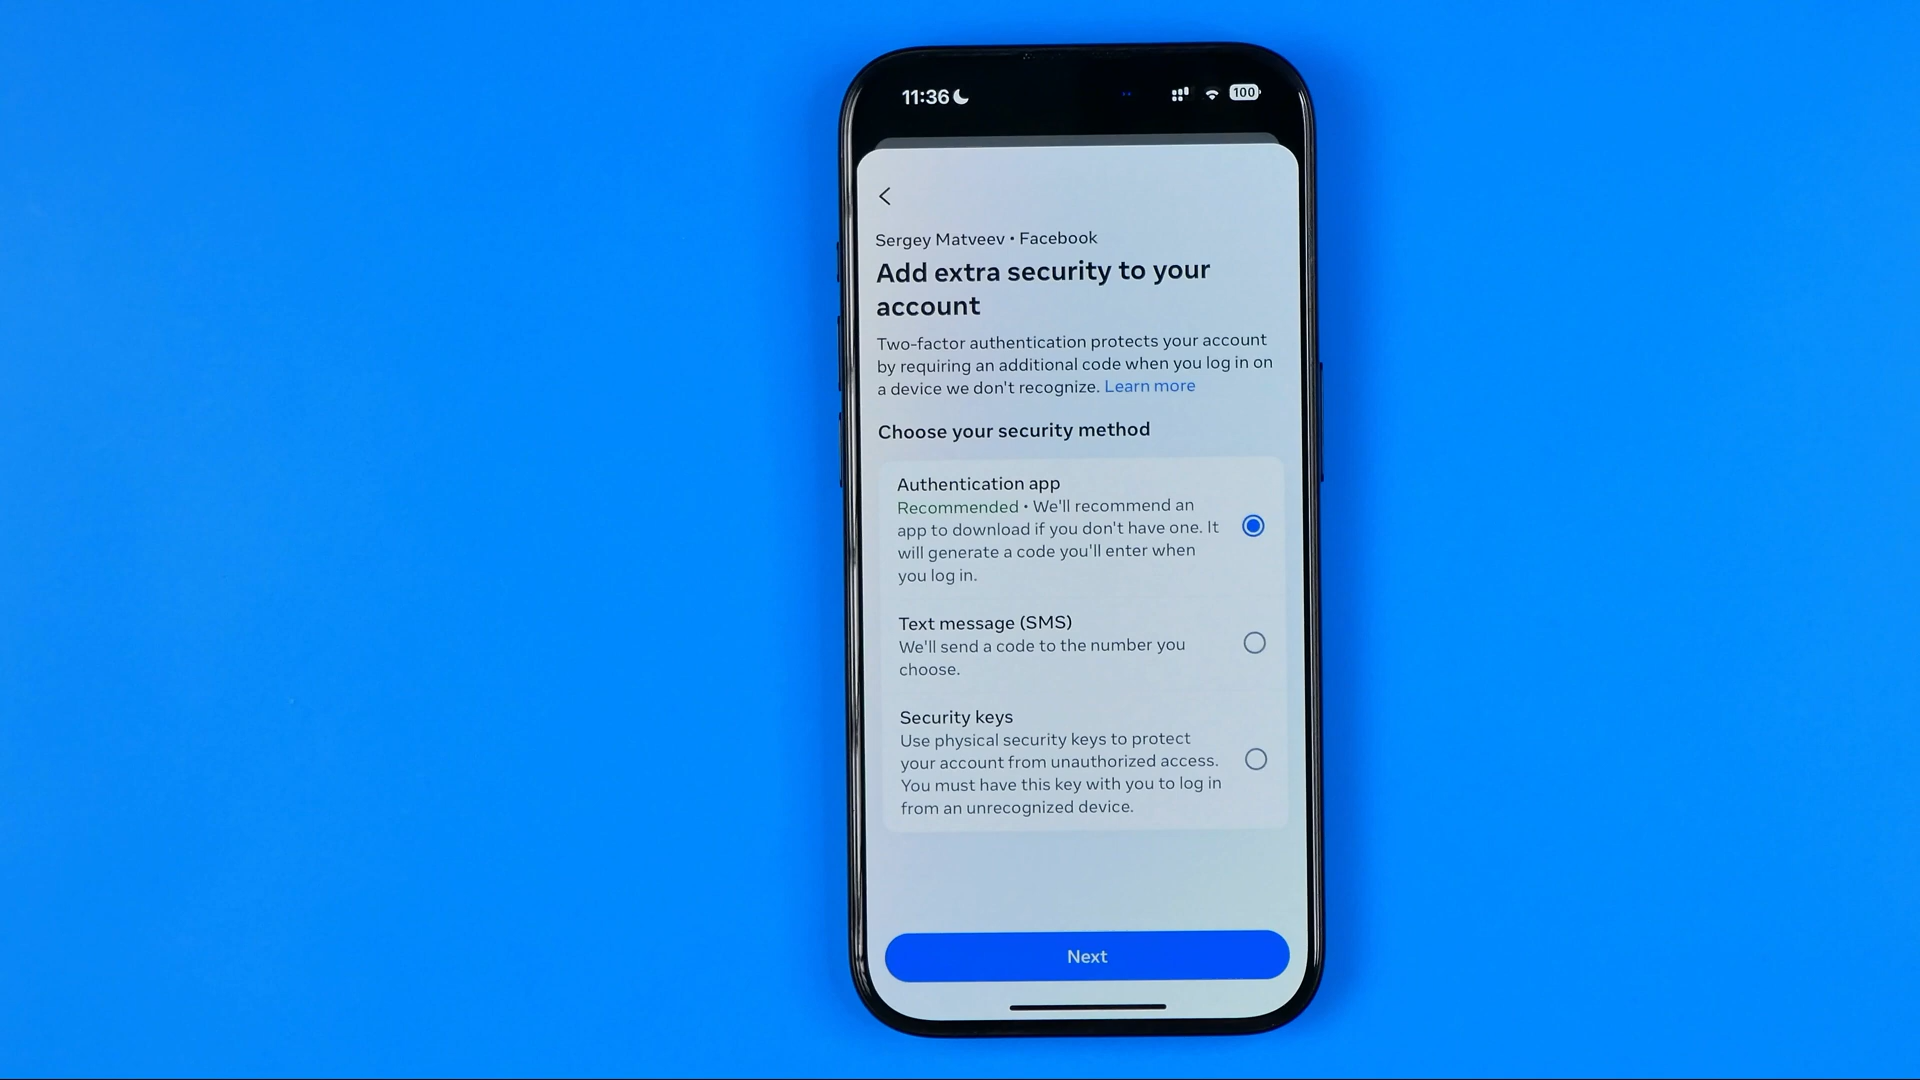 11:36
100
Sergey Matveev • Facebook
Add extra security to your
account
Two-factor authentication protects your account
by requiring an additional code when you log in on
a device we don't recognize. Learn more
Choose your security method
Authentication app
Recommended • We'll recommend an
app to download if you don't have one. It
will generate a code you'll enter when
you log in.
Text message (SMS)
We'll send a code to the number you
choose.
Security keys
Use physical security keys to protect
your account from unauthorized access.
You must have this key with you to log in
from an unrecognized device.
Next